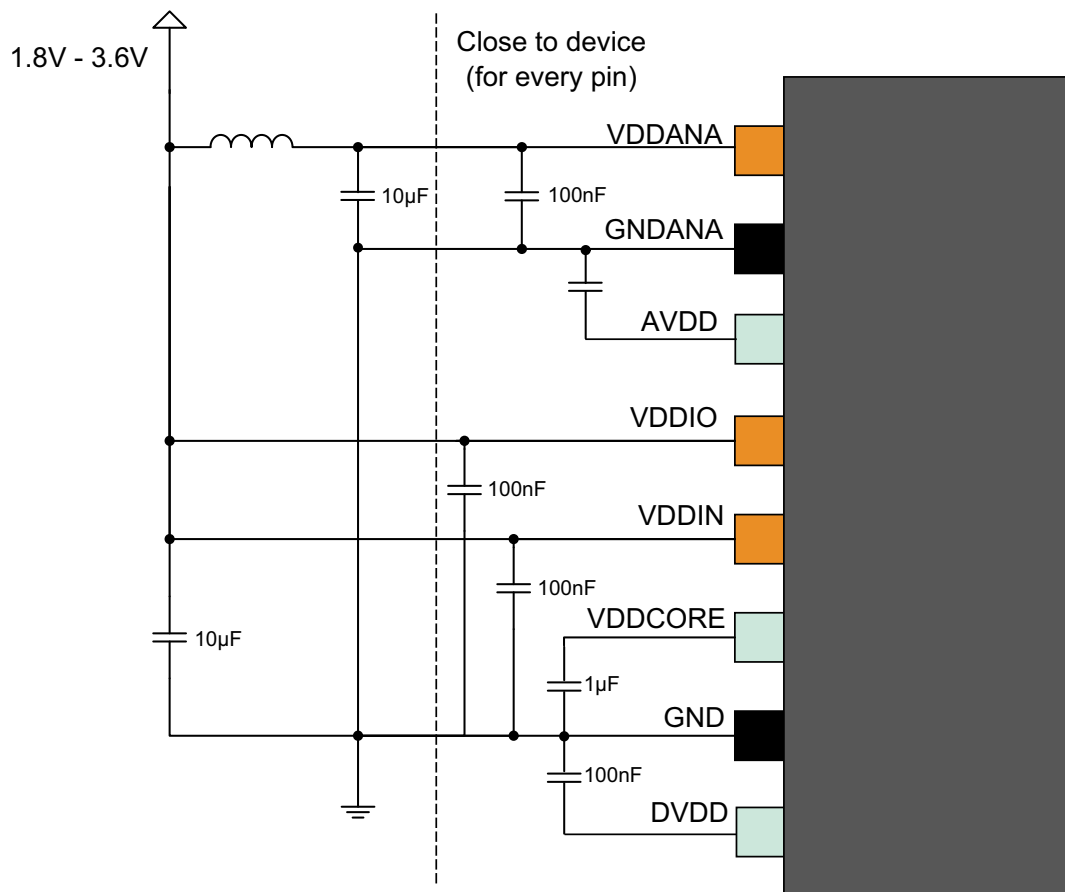 1.8V - 3.6V
Close to device
(for every pin)
VDDANA
10µF
100nF
GNDANA
AVDD
VDDIO
100nF
VDDIN
100nF
VDDCORE
10µF
1µF
GND
100nF
DVDD